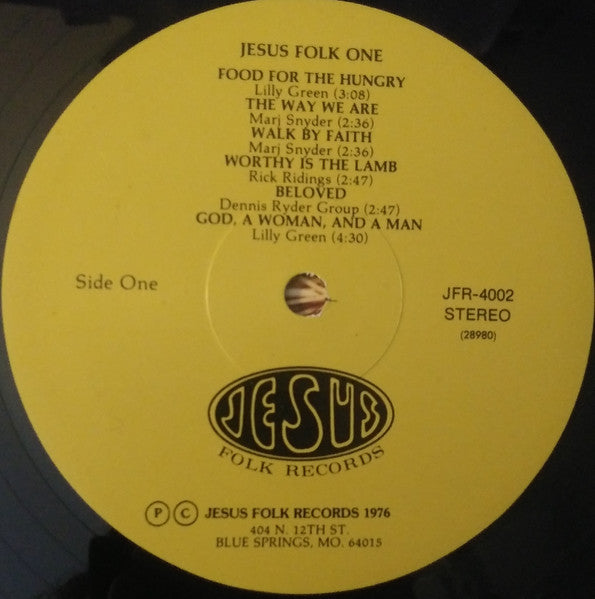 JESUS FOLK ONE
FOOD FOR THE HUNGRY
Lilly Green (3:08)
THE WAY WE ARE
Marj Snyder (2:36)
WALK BY FAITH
Marj Snyder (2:36)
WORTHY IS THE LAMB
Rick Ridings (2:47)
BELOVED
Dennis Ryder Group (2:47)
GOD, A WOMAN, AND A MAN
Lilly Green (4:30)
Side One
JFR-4002
STEREO
(28980)
JESUS
FOLK RECORDS
P C JESUS FOLK RECORDS 1976
404 N. 12TH ST.
BLUE SPRINGS, MO. 64015